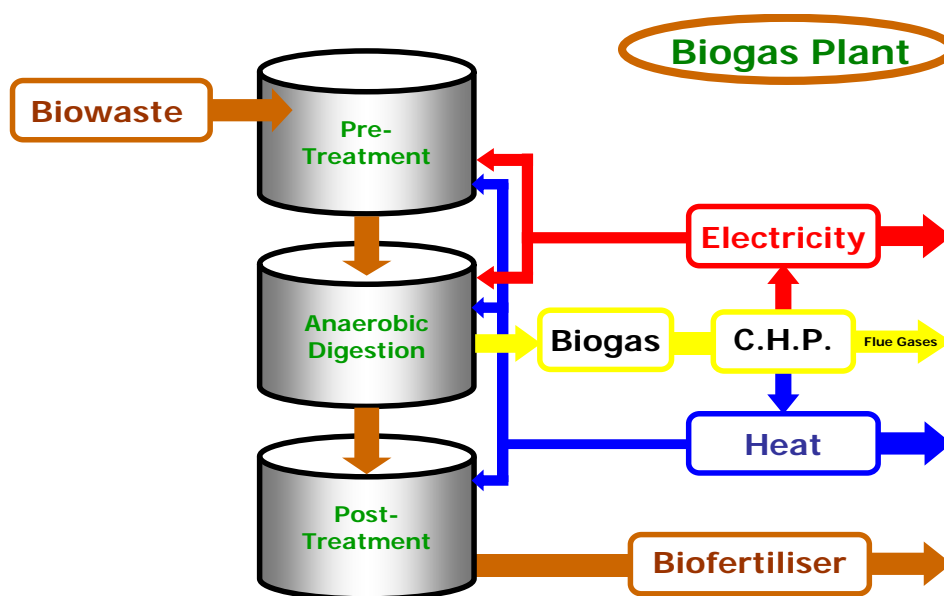 Biogas Plant
Biowaste
Pre-
Treatment
Electricity
Anaerobic
Digestion
Biogas
C.H.P.
Flue Gases
Heat
Post-
Treatment
Biofertiliser